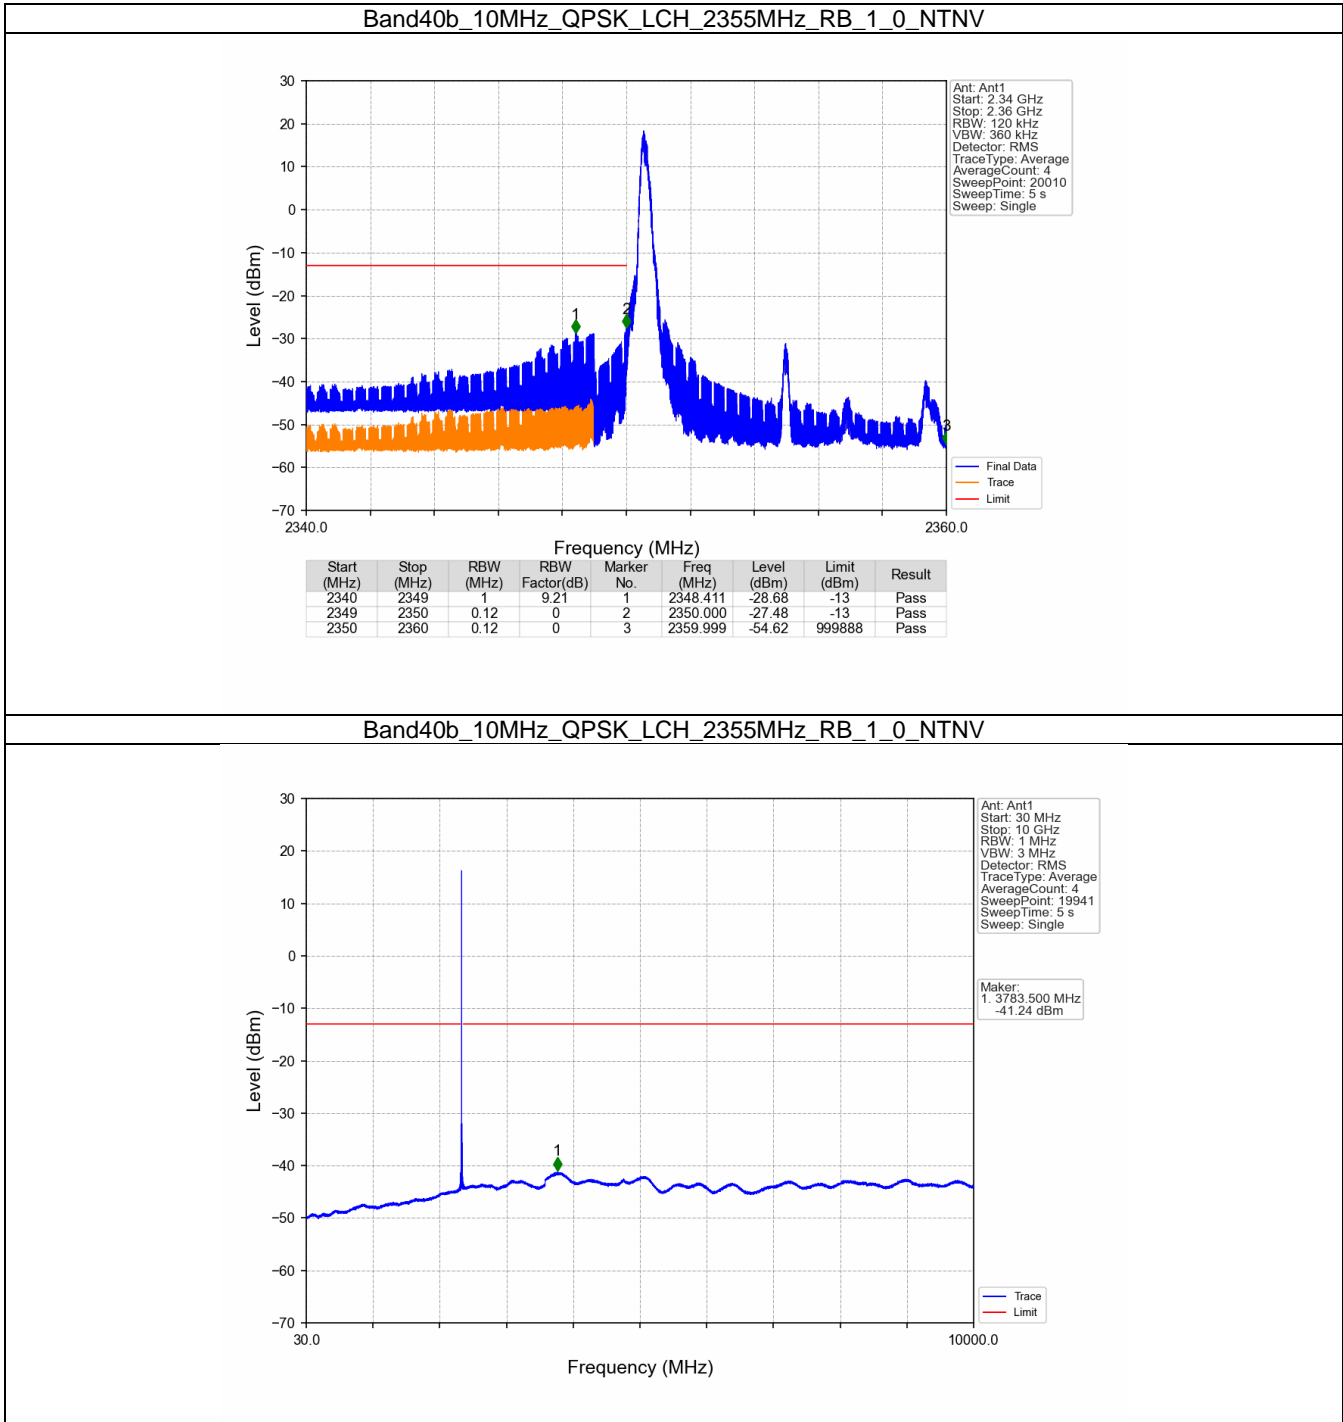 Band40b_10MHz_QPSK_LCH_2355MHz_RB_1_0_NTNV
30
20
10
0
−10
−20
−30
−40
−50
−60
−70
Level (dBm)
1
2
3
2340.0
2360.0
Frequency (MHz)
Ant: Ant1
Start: 2.34 GHz
Stop: 2.36 GHz
RBW: 120 kHz
VBW: 360 kHz
Detector: RMS
TraceType: Average
AverageCount: 4
SweepPoint: 20010
SweepTime: 5 s
Sweep: Single
Final Data
Trace
Limit
Start (MHz) Stop (MHz) RBW (MHz) RBW Factor(dB) Marker No. Freq (MHz) Level (dBm) Limit (dBm) Result
2340 2349 1 9.21 1 2348.411 -28.68 -13 Pass
2349 2350 0.12 0 2 2350.000 -27.48 -13 Pass
2350 2360 0.12 0 3 2359.999 -54.62 999888 Pass
Band40b_10MHz_QPSK_LCH_2355MHz_RB_1_0_NTNV
30
20
10
0
−10
−20
−30
−40
−50
−60
−70
Level (dBm)
1
30.0
10000.0
Frequency (MHz)
Ant: Ant1
Start: 30 MHz
Stop: 10 GHz
RBW: 1 MHz
VBW: 3 MHz
Detector: RMS
TraceType: Average
AverageCount: 4
SweepPoint: 19941
SweepTime: 5 s
Sweep: Single
Maker:
1. 3783.500 MHz
-41.24 dBm
Trace
Limit